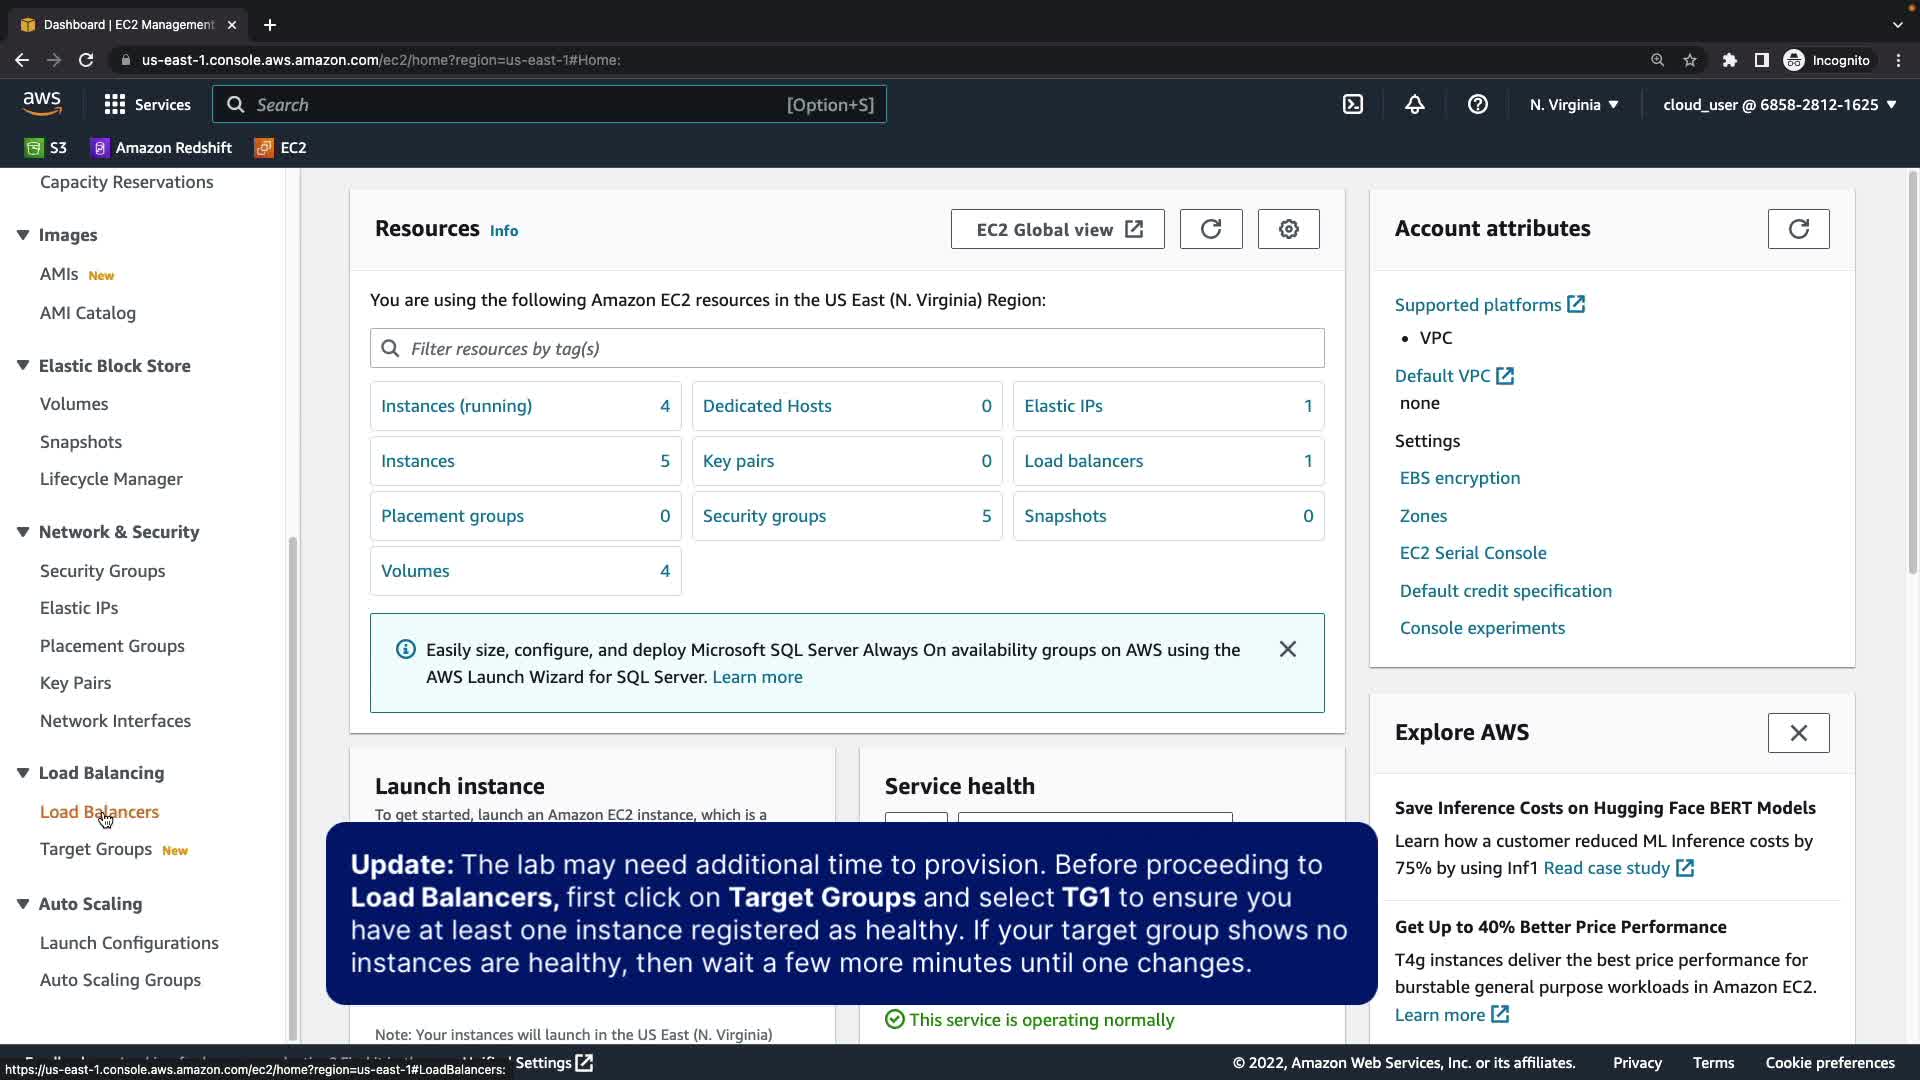 Dashboard | EC2 Management
us-east-1.console.aws.amazon.com/ec2/home?region=us-east-1#Home:
Incognito
aws
Services
Search
[Option+S]
N. Virginia
cloud_user @ 6858-2812-1625
S3
Amazon Redshift
EC2
Capacity Reservations
Images
AMIs New
AMI Catalog
Elastic Block Store
Volumes
Snapshots
Lifecycle Manager
Network & Security
Security Groups
Elastic IPs
Placement Groups
Key Pairs
Network Interfaces
Load Balancing
Load Balancers
Target Groups New
Auto Scaling
Launch Configurations
Auto Scaling Groups
Resources Info
EC2 Global view
You are using the following Amazon EC2 resources in the US East (N. Virginia) Region:
Filter resources by tag(s)
Instances (running) 4
Dedicated Hosts 0
Elastic IPs 1
Instances 5
Key pairs 0
Load balancers 1
Placement groups 0
Security groups 5
Snapshots 0
Volumes 4
Easily size, configure, and deploy Microsoft SQL Server Always On availability groups on AWS using the
AWS Launch Wizard for SQL Server. Learn more
Launch instance
To get started, launch an Amazon EC2 instance, which is a
Service health
Update: The lab may need additional time to provision. Before proceeding to
Load Balancers, first click on Target Groups and select TG1 to ensure you
have at least one instance registered as healthy. If your target group shows no
instances are healthy, then wait a few more minutes until one changes.
Note: Your instances will launch in the US East (N. Virginia)
This service is operating normally
Account attributes
Supported platforms
• VPC
Default VPC
none
Settings
EBS encryption
Zones
EC2 Serial Console
Default credit specification
Console experiments
Explore AWS
Save Inference Costs on Hugging Face BERT Models
Learn how a customer reduced ML Inference costs by
75% by using Inf1 Read case study
Get Up to 40% Better Price Performance
T4g instances deliver the best price performance for
burstable general purpose workloads in Amazon EC2.
Learn more
Settings
https://us-east-1.console.aws.amazon.com/ec2/home?region=us-east-1#LoadBalancers:
© 2022, Amazon Web Services, Inc. or its affiliates.
Privacy
Terms
Cookie preferences